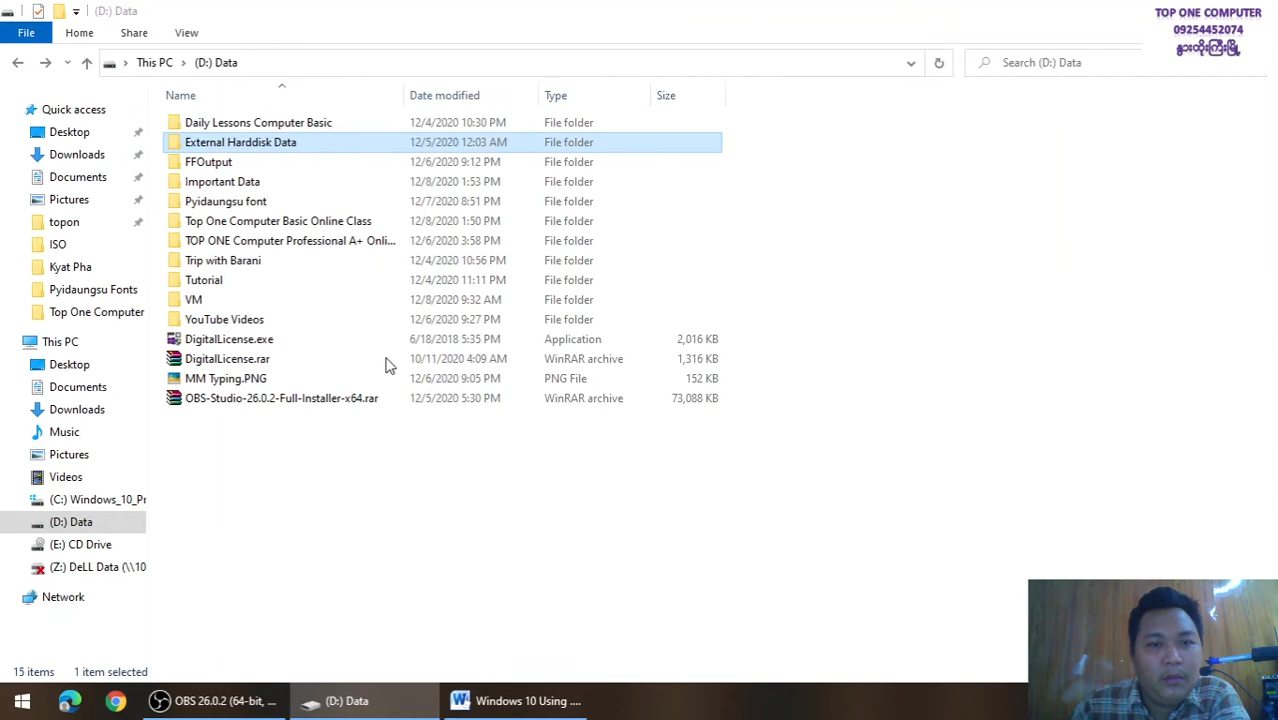 (D:) Data
TOP ONE COMPUTER
09254452074
နွားထိုးကြီးမြို့
File Home Share View
This PC (D:) Data
Search (D:) Data
Name Date modified Type Size
Quick access
Desktop
Downloads
Documents
Pictures
topon
ISO
Kyat Pha
Pyidaungsu Fonts
Top One Computer
This PC
Desktop
Documents
Downloads
Music
Pictures
Videos
(C:) Windows_10_Pr
(D:) Data
(E:) CD Drive
(Z:) DeLL Data (\\10
Network
Daily Lessons Computer Basic 12/4/2020 10:30 PM File folder
External Harddisk Data 12/5/2020 12:03 AM File folder
FFOutput 12/6/2020 9:12 PM File folder
Important Data 12/8/2020 1:53 PM File folder
Pyidaungsu font 12/7/2020 8:51 PM File folder
Top One Computer Basic Online Class 12/8/2020 1:50 PM File folder
TOP ONE Computer Professional A+ Onli... 12/6/2020 3:58 PM File folder
Trip with Barani 12/4/2020 10:56 PM File folder
Tutorial 12/4/2020 11:11 PM File folder
VM 12/8/2020 9:32 AM File folder
YouTube Videos 12/6/2020 9:27 PM File folder
DigitalLicense.exe 6/18/2018 5:35 PM Application 2,016 KB
DigitalLicense.rar 10/11/2020 4:09 AM WinRAR archive 1,316 KB
MM Typing.PNG 12/6/2020 9:05 PM PNG File 152 KB
OBS-Studio-26.0.2-Full-Installer-x64.rar 12/5/2020 5:30 PM WinRAR archive 73,088 KB
15 items 1 item selected
OBS 26.0.2 (64-bit, ... (D:) Data Windows 10 Using ....